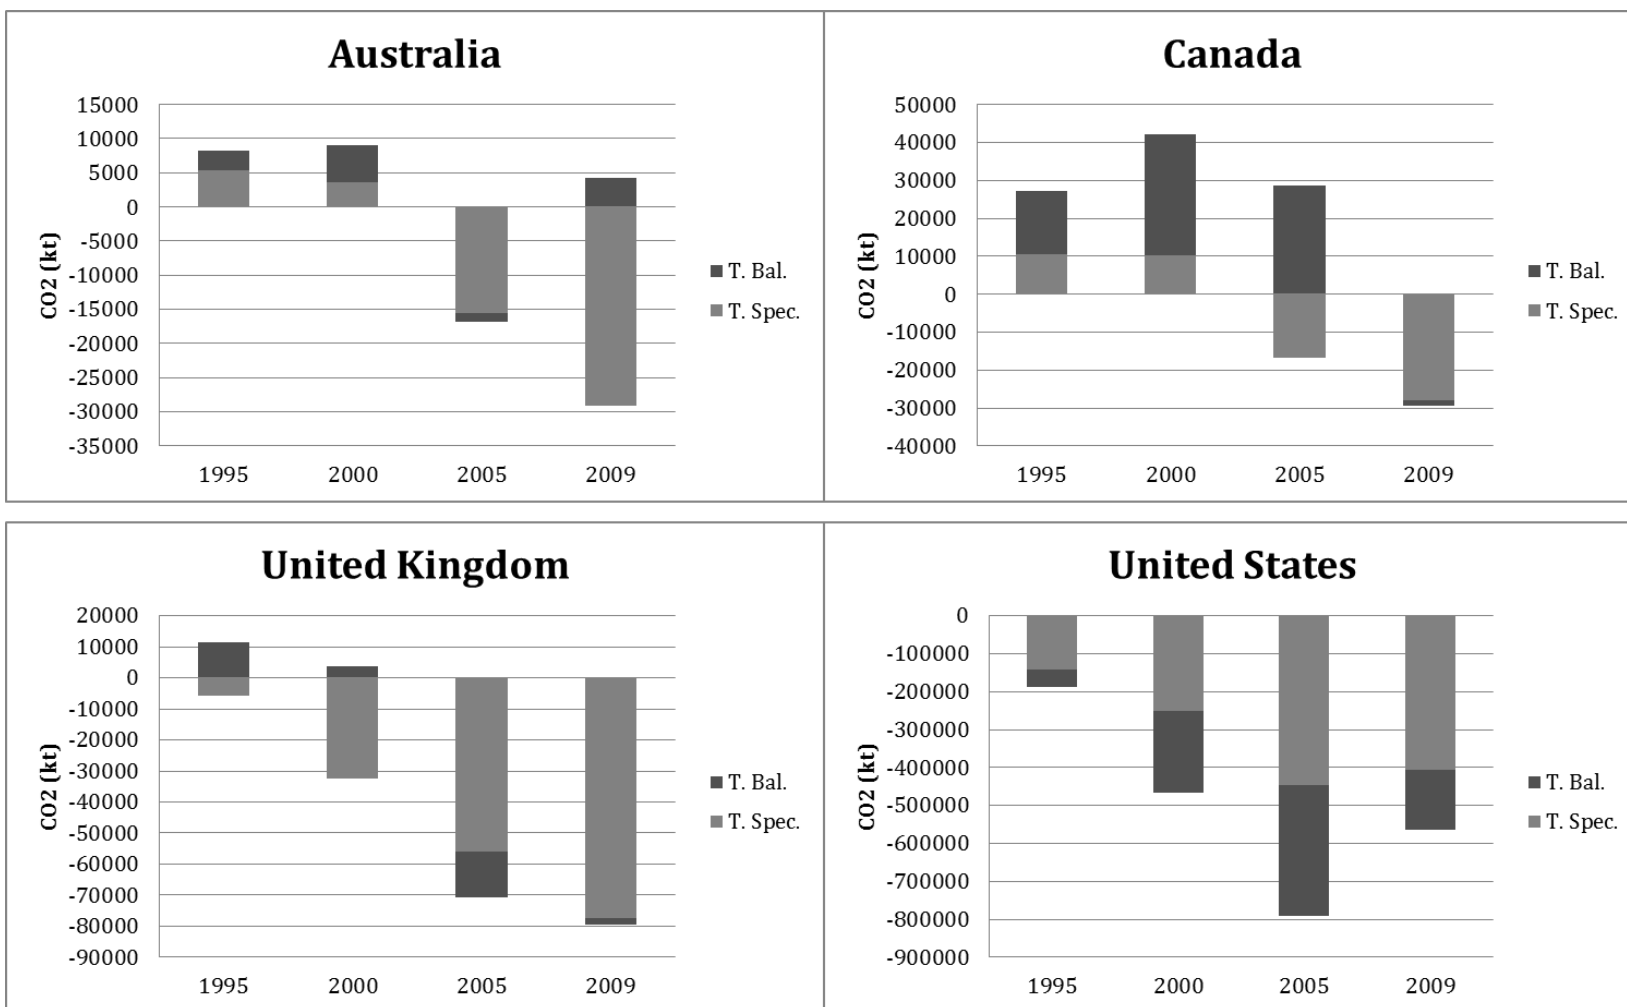 Australia
15000
10000
5000
0
-5000
-10000
-15000
-20000
-25000
-30000
-35000
CO2 (kt)
1995 2000 2005 2009
T. Bal.
T. Spec.
Canada
50000
40000
30000
20000
10000
0
-10000
-20000
-30000
-40000
CO2 (kt)
1995 2000 2005 2009
T. Bal.
T. Spec.
United Kingdom
20000
10000
0
-10000
-20000
-30000
-40000
-50000
-60000
-70000
-80000
-90000
CO2 (kt)
1995 2000 2005 2009
T. Bal.
T. Spec.
United States
0
-100000
-200000
-300000
-400000
-500000
-600000
-700000
-800000
-900000
CO2 (kt)
1995 2000 2005 2009
T. Bal.
T. Spec.